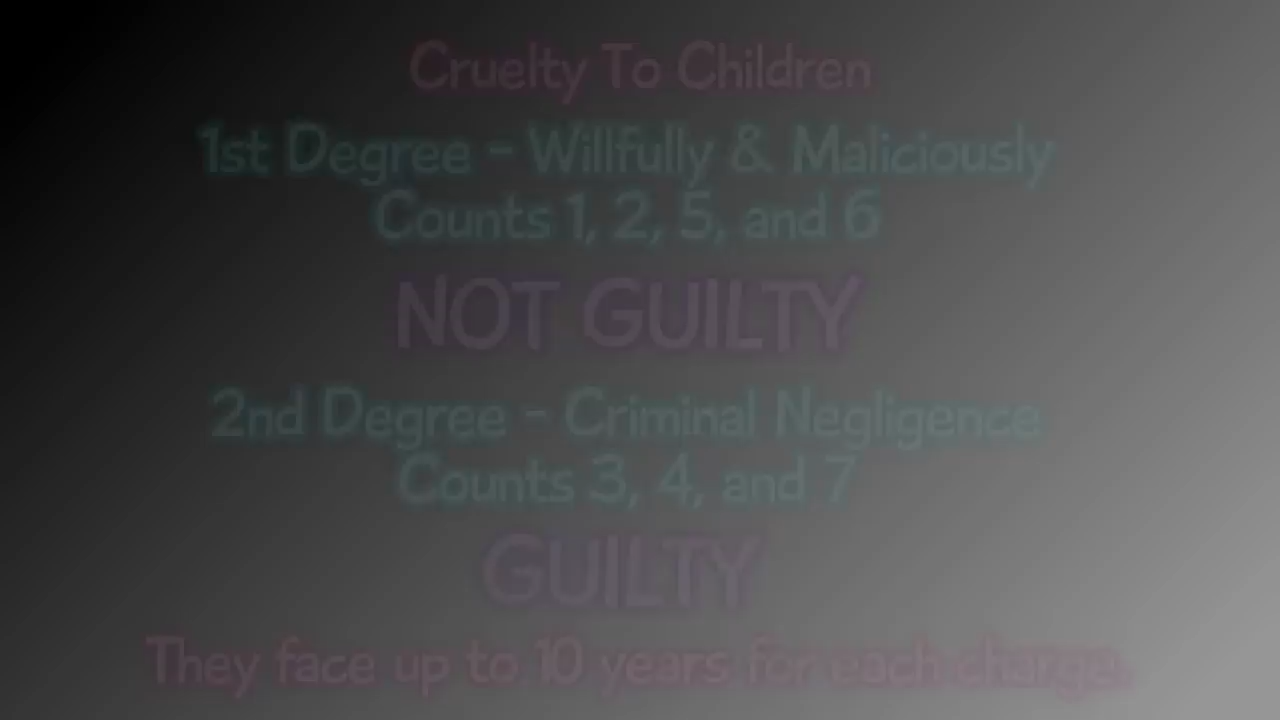 Cruelty To Children
1st Degree - Willfully & Maliciously
Counts 1, 2, 5, and 6
NOT GUILTY
2nd Degree - Criminal Negligence
Counts 3, 4, and 7
GUILTY
They face up to 10 years for each charge.